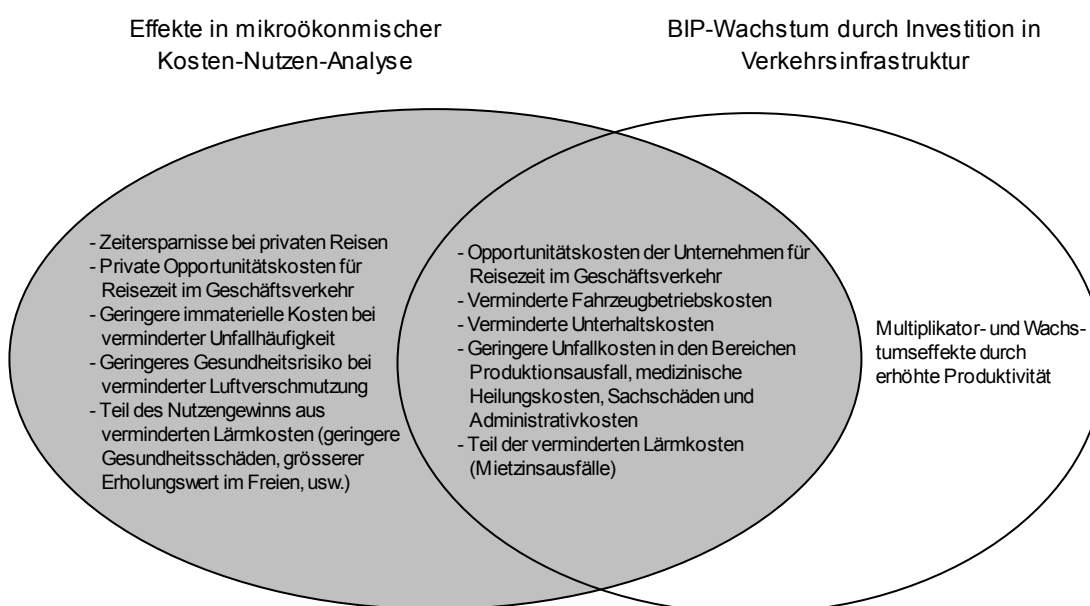 Effekte in mikroökonmischer
Kosten-Nutzen-Analyse
BIP-Wachstum durch Investition in
Verkehrsinfrastruktur
- Zeitersparnisse bei privaten Reisen
- Private Opportunitätskosten für
Reisezeit im Geschäftsverkehr
- Geringere immaterielle Kosten bei
verminderter Unfallhäufigkeit
- Geringeres Gesundheitsrisiko bei
verminderter Luftverschmutzung
- Teil des Nutzengewinns aus
verminderten Lärmkosten (geringere
Gesundheitsschäden, grösserer
Erholungswert im Freien, usw.)
- Opportunitätskosten der Unternehmen für
Reisezeit im Geschäftsverkehr
- Verminderte Fahrzeugbetriebskosten
- Verminderte Unterhaltskosten
- Geringere Unfallkosten in den Bereichen
Produktionsausfall, medizinische
Heilungskosten, Sachschäden und
Administrativkosten
- Teil der verminderten Lärmkosten
(Mietzinsausfälle)
Multiplikator- und Wachs-
tumseffekte durch
erhöhte Produktivität